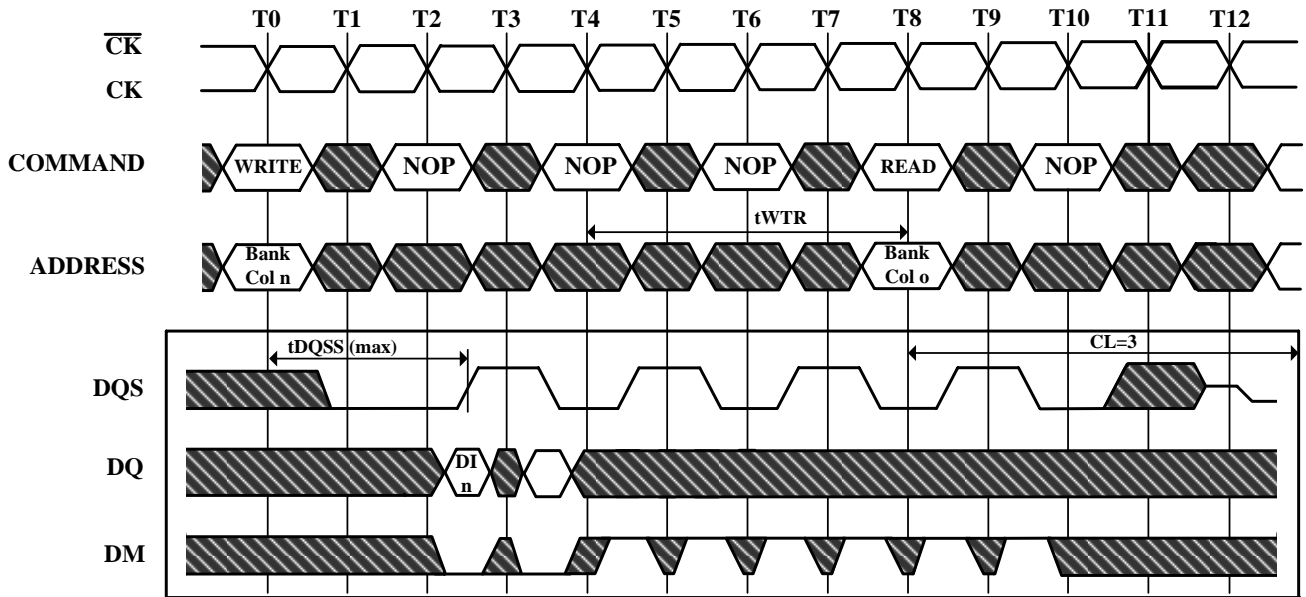 T0 T1 T2 T3 T4 T5 T6 T7 T8 T9 T10 T11 T12
CK
CK
COMMAND
WRITE NOP NOP NOP READ NOP
tWTR
ADDRESS
Bank
Col n
Bank
Col o
tDQSS (max)
CL=3
DQS
DQ
DI
n
DM